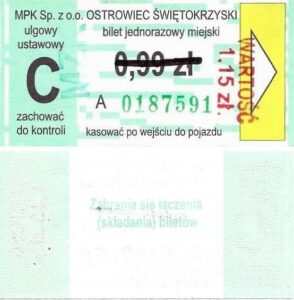 MPK Sp. z o.o. OSTROWIEC ŚWIĘTOKRZYSKI
ulgowy
ustawowy
bilet jednorazowy miejski
C
0,99 zł
A 0187591
WARTOŚĆ
1.15 zł.
zachować
do kontroli
kasować po wejściu do pojazdu
Zabrania się łączenia
(składania) biletów